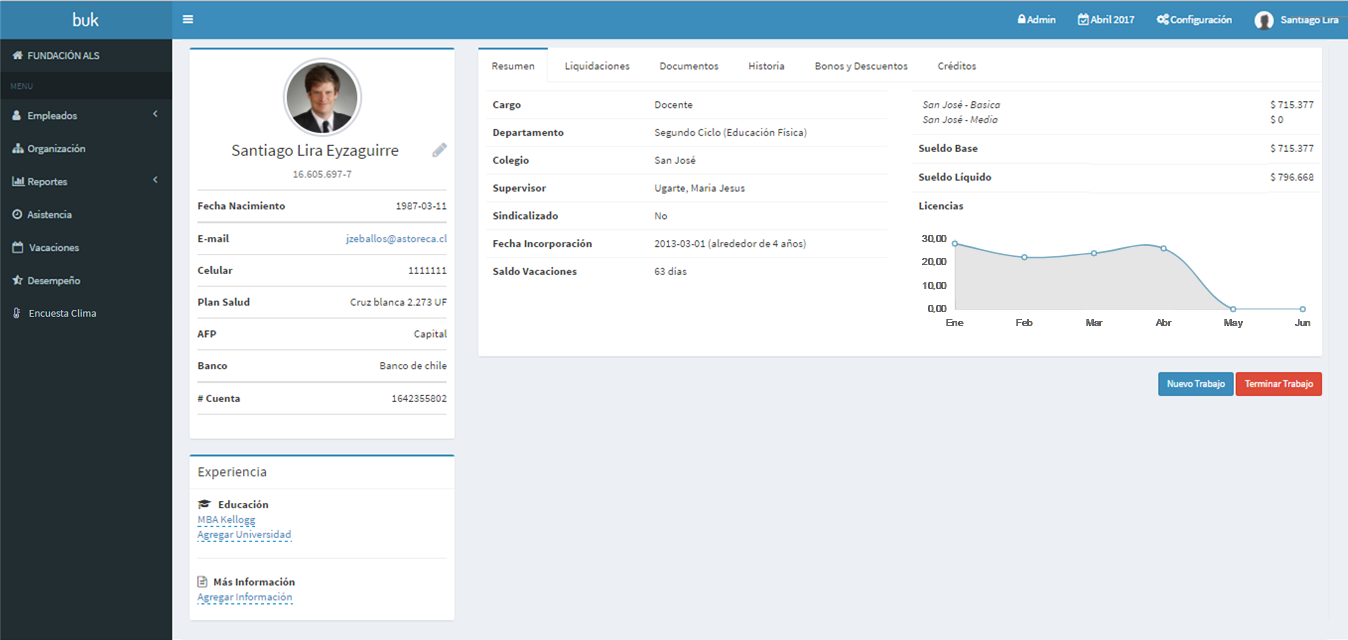 buk
Admin
Abril 2017
Configuración
Santiago Lira
FUNDACIÓN ALS
MENU
Empleados
Organización
Reportes
Asistencia
Vacaciones
Desempeño
Encuesta Clima
Santiago Lira Eyzaguirre
16.605.697-7
Fecha Nacimiento 1987-03-11
E-mail jzeballos@astoreca.cl
Celular 1111111
Plan Salud Cruz blanca 2.273 UF
AFP Capital
Banco Banco de chile
# Cuenta 1642355802
Experiencia
Educación
MBA Kellogg
Agregar Universidad
Más Información
Agregar Información
Resumen Liquidaciones Documentos Historia Bonos y Descuentos Créditos
Cargo Docente
Departamento Segundo Ciclo (Educación Física)
Colegio San José
Supervisor Ugarte, Maria Jesus
Sindicalizado No
Fecha Incorporación 2013-03-01 (alrededor de 4 años)
Saldo Vacaciones 63 días
San José - Basica $ 715.377
San José - Media $ 0
Sueldo Base $ 715.377
Sueldo Líquido $ 796.668
Licencias
30,00
20,00
10,00
0,00
Ene Feb Mar Abr May Jun
Nuevo Trabajo Terminar Trabajo